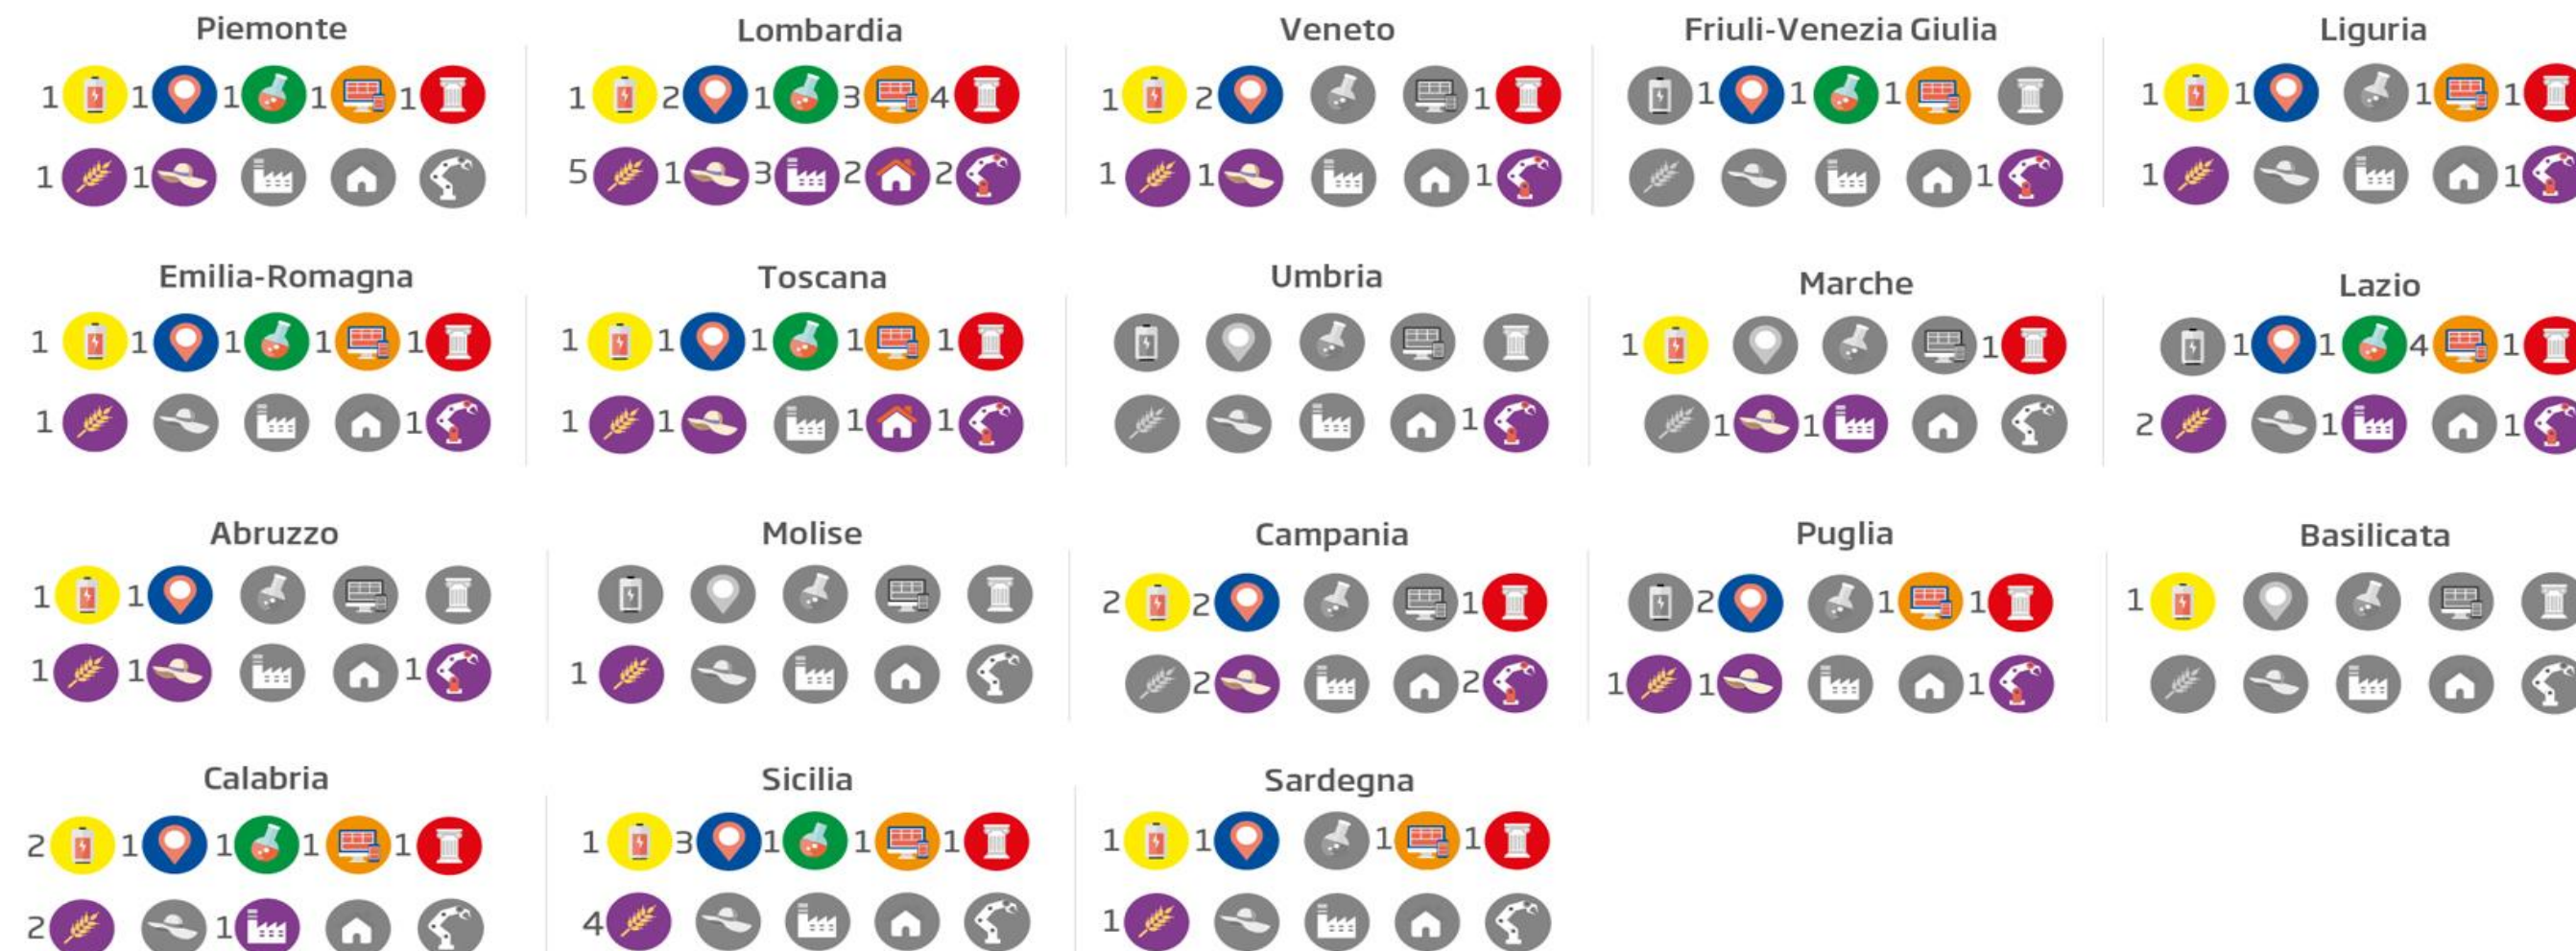 Piemonte
1 1 1 1 1
1 1
Lombardia
1 2 1 3 4
5 1 3 2 2
Veneto
1 2 1
1 1 1
Friuli-Venezia Giulia
1 1 1
1
Liguria
1 1 1 1
1 1
Emilia-Romagna
1 1 1 1 1
1 1
Toscana
1 1 1 1 1
1 1 1 1
Umbria
1
Marche
1 1
1 1
Lazio
1 1 4 1
2 1 1
Abruzzo
1 1
1 1 1
Molise
1
Campania
2 2 1
2 2
Puglia
2 1 1
1 1 1
Basilicata
1
Calabria
2 1 1 1 1
2 1
Sicilia
1 3 1 1 1
4
Sardegna
1 1 1 1
1